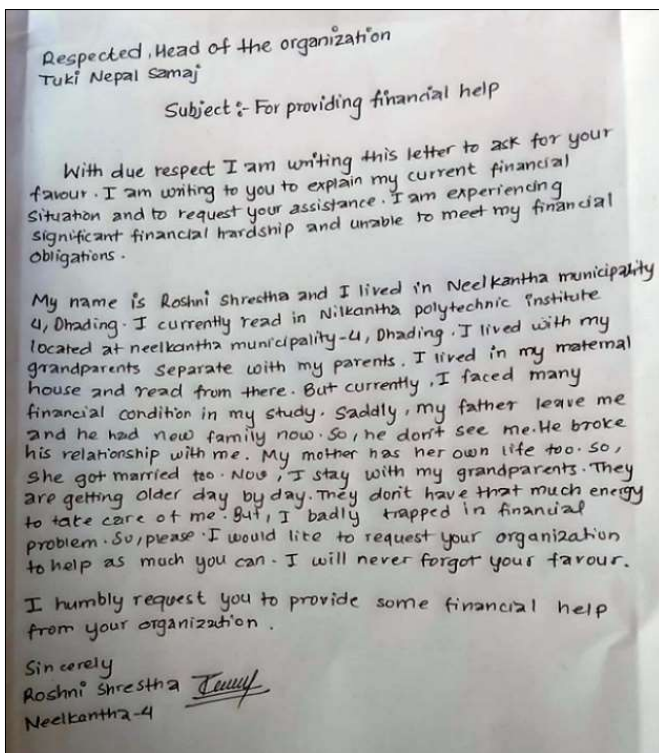 Respected, Head of the organization
Tuki Nepal Samaj
Subject :- For providing financial help
With due respect I am writing this letter to ask for your
favour. I am writing to you to explain my current financial
situation and to request your assistance. I am experiencing
significant financial hardship and unable to meet my financial
obligations.
My name is Roshni Shrestha and I lived in Neelkantha municipality
4, Dhading. I currently read in Nilkantha polytechnic institute
located at neelkantha municipality-4, Dhading. I lived with my
grandparents separate with my parents. I lived in my maternal
house and read from there. But currently, I faced many
financial condition in my study. Saddly, my father leave me
and he had new family now. So, he don't see me. He broke
his relationship with me. My mother has her own life too. So,
she got married too. Now, I stay with my grandparents. They
are getting older day by day. They don't have that much energy
to take care of me. But, I badly trapped in financial
problem. So, please. I would like to request your organization
to help as much you can. I will never forgot your favour.
I humbly request you to provide some financial help
from your organization.
Sincerely
Roshni Shrestha
Neelkantha-4